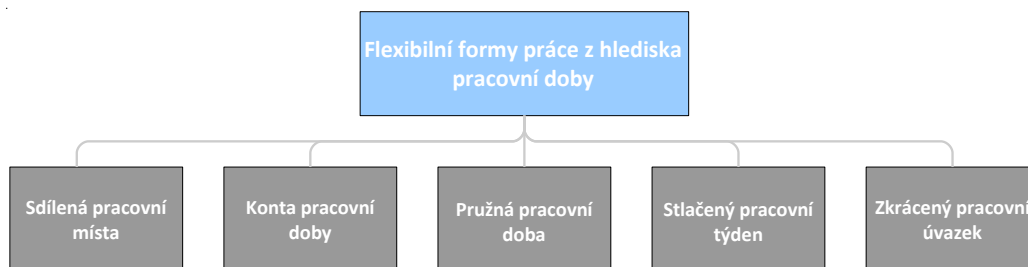 Flexibilní formy práce z hlediska
pracovní doby
Sdílená pracovní
místa
Konta pracovní
doby
Pružná pracovní
doba
Stlačený pracovní
týden
Zkrácený pracovní
úvazek